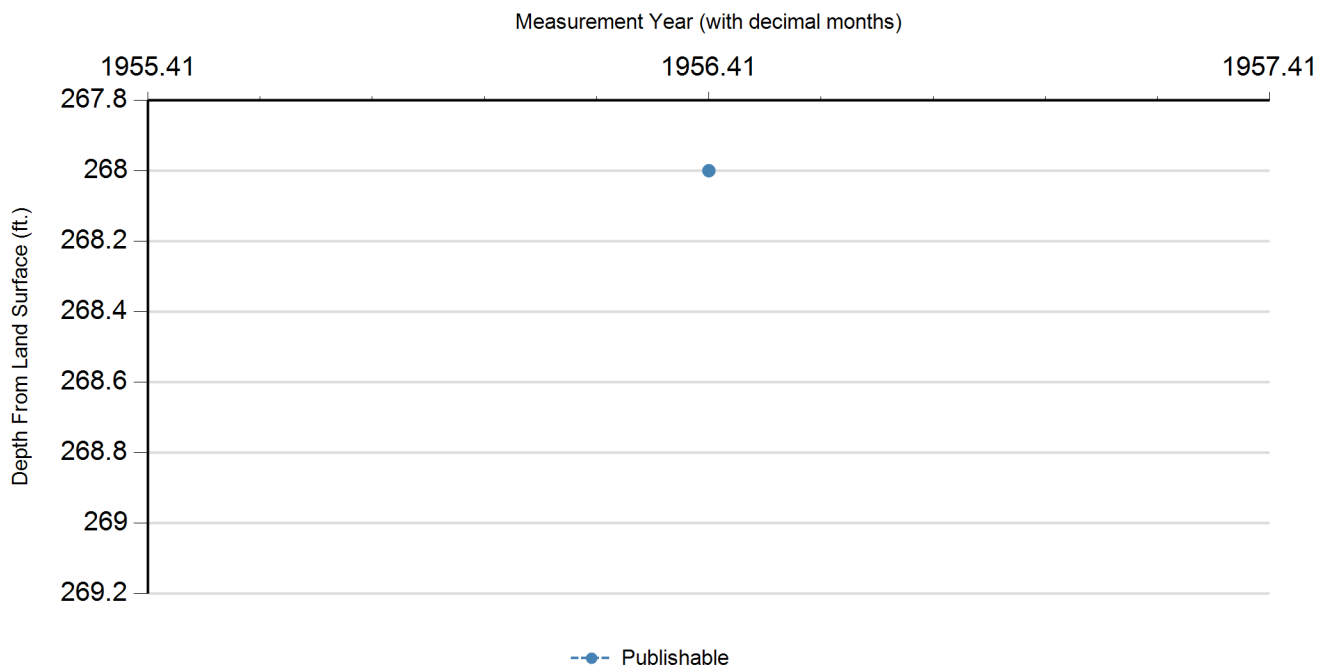 Measurement Year (with decimal months)
1955.41 1956.41 1957.41
267.8
268
268.2
268.4
268.6
268.8
269
269.2
Depth From Land Surface (ft.)
Publishable